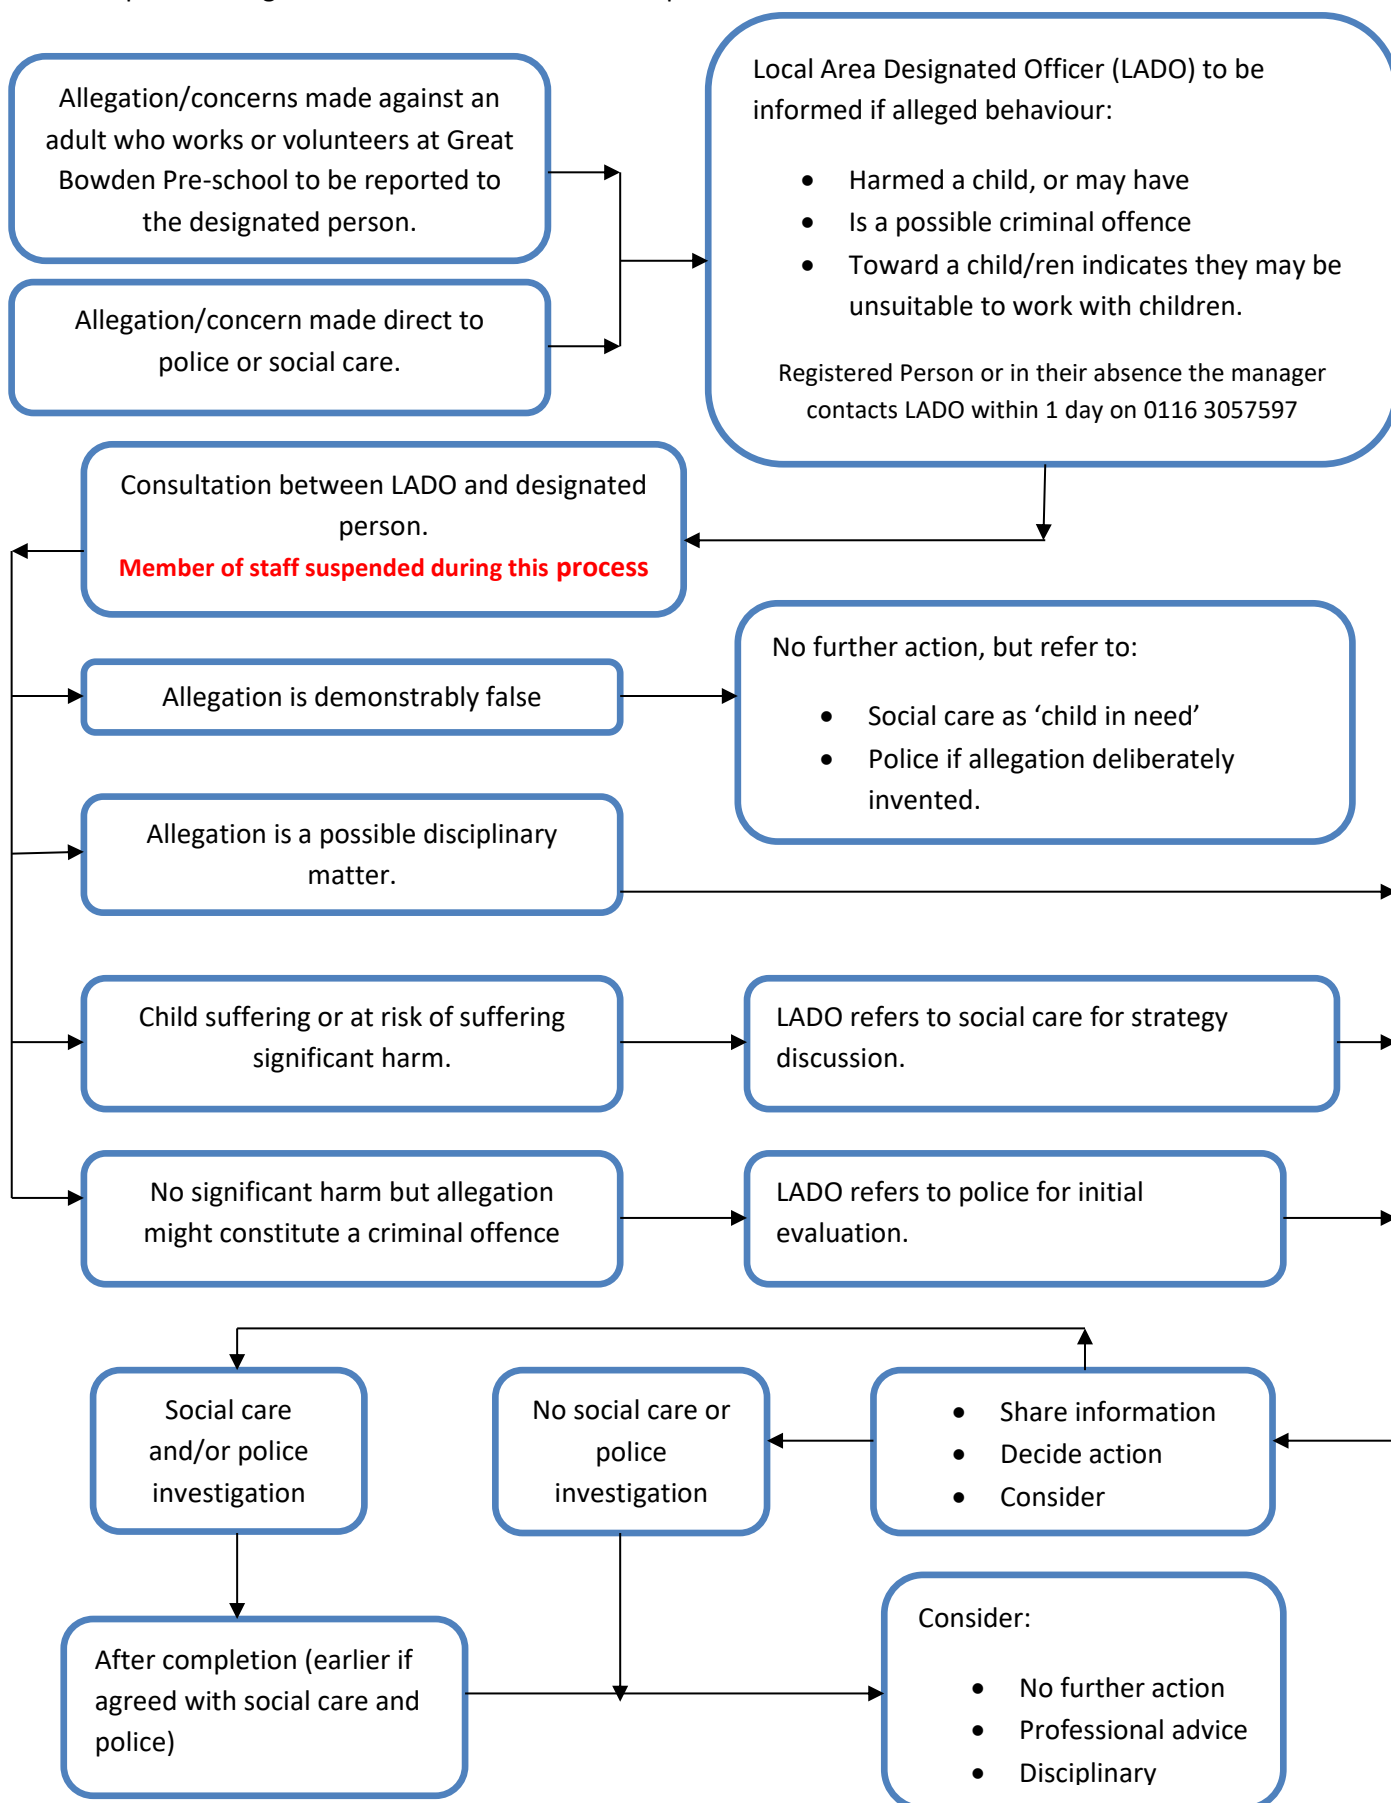 Allegation/concerns made against an
adult who works or volunteers at Great
Bowden Pre-school to be reported to
the designated person.
Allegation/concern made direct to
police or social care.
Local Area Designated Officer (LADO) to be
informed if alleged behaviour:
• Harmed a child, or may have
• Is a possible criminal offence
• Toward a child/ren indicates they may be
unsuitable to work with children.
Registered Person or in their absence the manager
contacts LADO within 1 day on 0116 3057597
Consultation between LADO and designated
person.
Member of staff suspended during this process
Allegation is demonstrably false
No further action, but refer to:
• Social care as ‘child in need’
• Police if allegation deliberately
invented.
Allegation is a possible disciplinary
matter.
Child suffering or at risk of suffering
significant harm.
LADO refers to social care for strategy
discussion.
No significant harm but allegation
might constitute a criminal offence
LADO refers to police for initial
evaluation.
Social care
and/or police
investigation
No social care or
police
investigation
• Share information
• Decide action
• Consider
After completion (earlier if
agreed with social care and
police)
Consider:
• No further action
• Professional advice
• Disciplinary